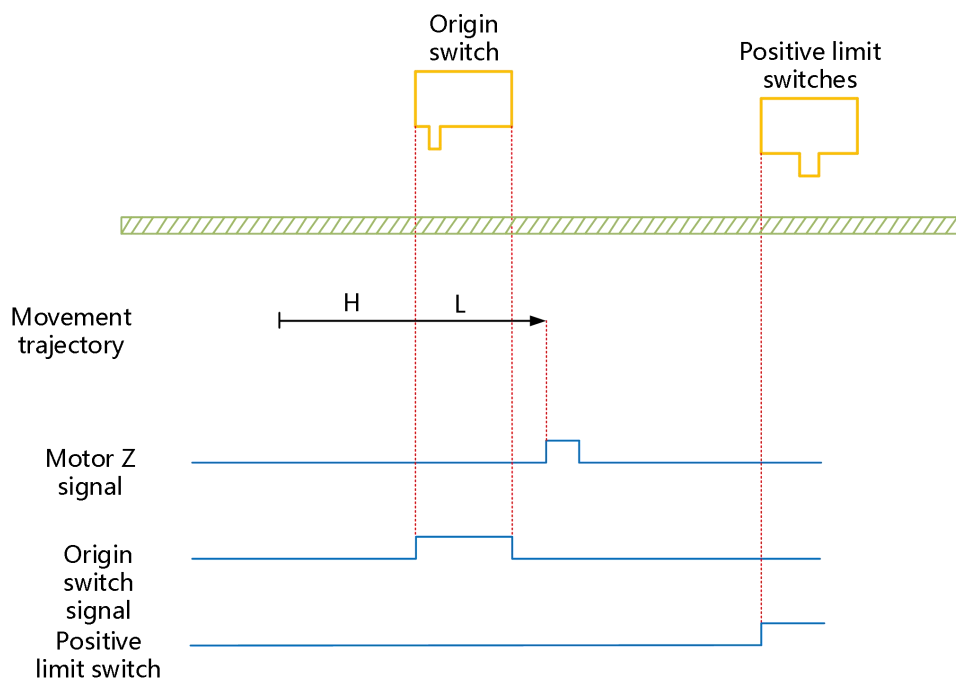 Origin
switch
Positive limit
switches
H
L
Movement
trajectory
Motor Z
signal
Origin
switch
signal
Positive
limit switch